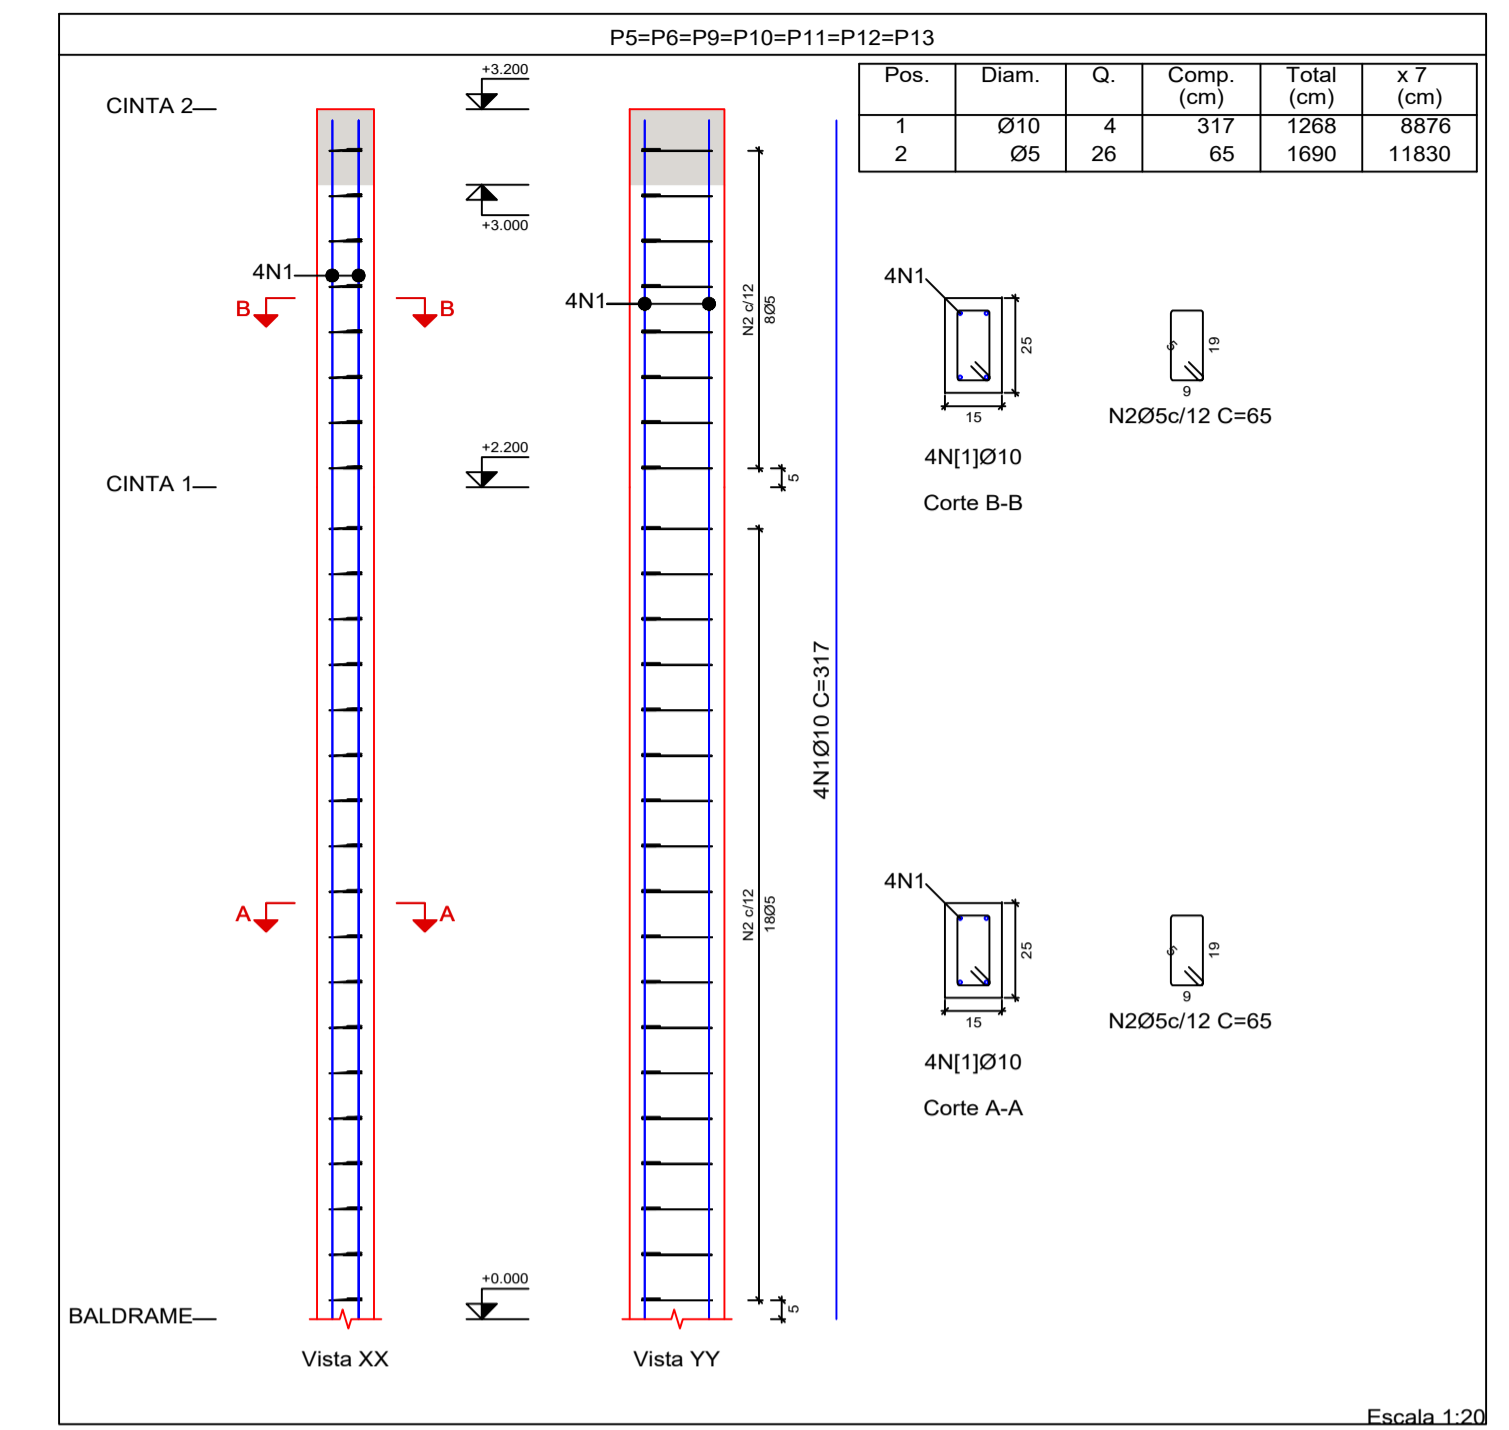 P5=P6=P9=P10=P11=P12=P13
Pos. Diam. Q. Comp. (cm) Total (cm) x 7 (cm)
1 Ø10 4 317 1268 8876
2 Ø5 26 65 1690 11830
CINTA 2
+3.200
+3.000
4N1
4N1
B B
N2 c/12
8Ø5
CINTA 1
+2.200
5
4N1Ø10 C=317
A A
N2 c/12
18Ø5
BALDRAME
+0.000
5
Vista XX
Vista YY
4N1
25
15
4N[1]Ø10
Corte B-B
5
19
9
N2Ø5c/12 C=65
4N1
25
15
4N[1]Ø10
Corte A-A
5
19
9
N2Ø5c/12 C=65
Escala 1:20